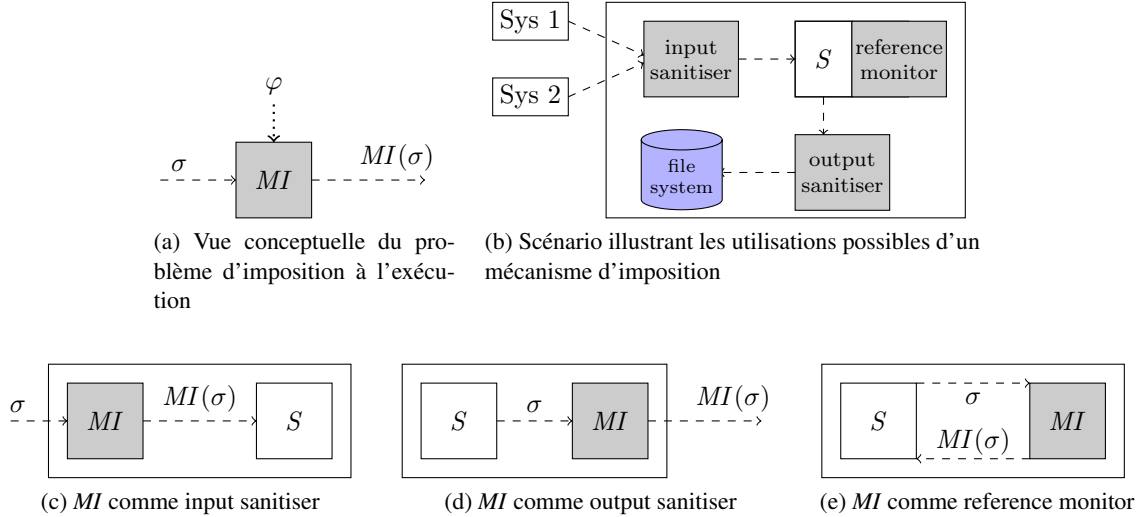 φ
σ
MI
MI(σ)
(a) Vue conceptuelle du pro-
blème d'imposition à l'exécu-
tion
Sys 1
Sys 2
input
sanitiser
S
reference
monitor
file
system
output
sanitiser
(b) Scénario illustrant les utilisations possibles d'un
mécanisme d'imposition
σ
MI
MI(σ)
S
(c) MI comme input sanitiser
S
σ
MI
MI(σ)
(d) MI comme output sanitiser
S
σ
MI(σ)
MI
(e) MI comme reference monitor